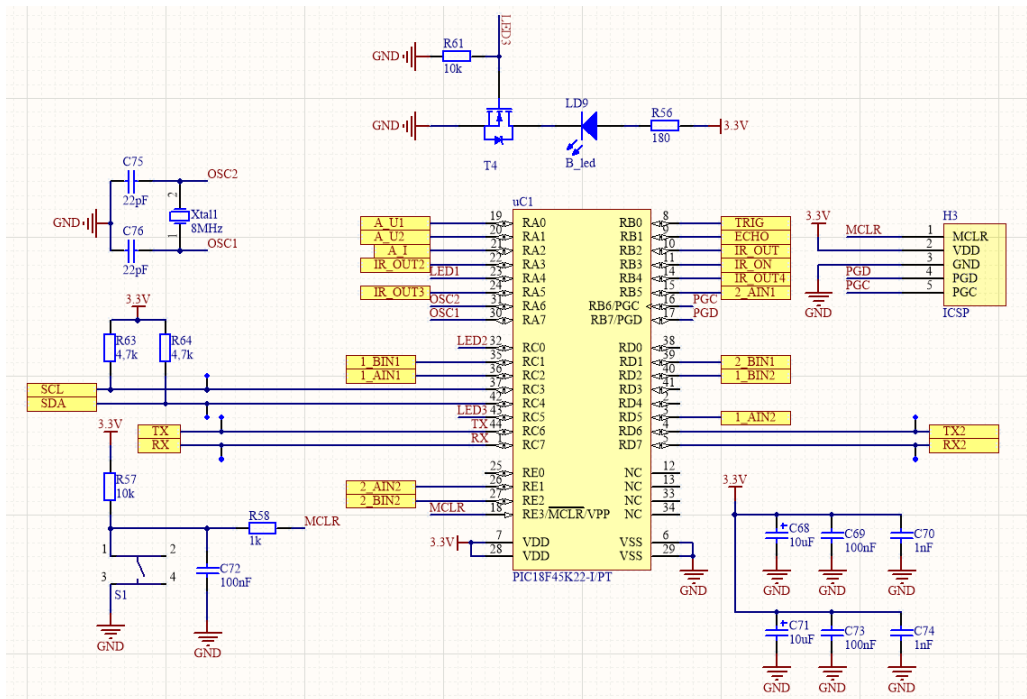 LED3
R61
GND
10k
LD9
R56
GND
3.3V
180
T4
B_led
C75
OSC2
22pF
2
Xtal1
8MHz
GND
C76
1
OSC1
22pF
uC1
A_U1 19 RA0 RB0 8 TRIG
A_U2 20 RA1 RB1 9 ECHO
A_I 21 RA2 RB2 10 IR_OUT
IR_OUT2 22 RA3 RB3 11 IR_ON
LED1 23 RA4 RB4 14 IR_OUT4
IR_OUT3 24 RA5 RB5 15 2_AIN1
OSC2 31 RA6 RB6/PGC 16 PGC
OSC1 30 RA7 RB7/PGD 17 PGD
LED2 32 RC0 RD0 38
1_BIN1 35 RC1 RD1 39 2_BIN1
1_AIN1 36 RC2 RD2 40 1_BIN2
37 RC3 RD3 41
42 RC4 RD4 2
LED3 43 RC5 RD5 3 1_AIN2
TX 44 RC6 RD6 4 TX2
RX 1 RC7 RD7 5 RX2
25 RE0 NC 12
2_AIN2 26 RE1 NC 13
2_BIN2 27 RE2 NC 33
MCLR 18 RE3/MCLR/VPP NC 34
3.3V 7 VDD VSS 6
28 VDD VSS 29
PIC18F45K22-I/PT
GND
3.3V
H3
MCLR 1 MCLR
2 VDD
3 GND
PGD 4 PGD
PGC 5 PGC
GND
ICSP
3.3V
R63
4,7k
R64
4,7k
SCL
SDA
TX
RX
3.3V
R57
10k
R58
MCLR
1k
1 2
3 4
S1
C72
100nF
GND
GND
3.3V
C68
10uF
C69
100nF
C70
1nF
GND GND GND
C71
10uF
C73
100nF
C74
1nF
GND GND GND